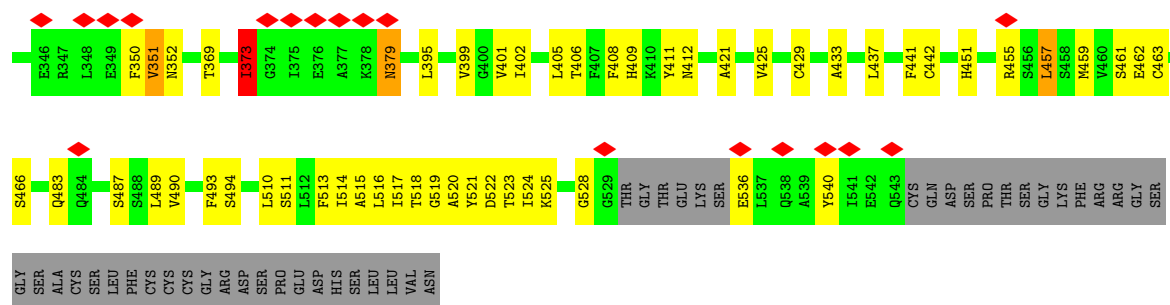 E346 R347 L348 E349 F350 V351 N352 T369 I373 G374 I375 E376 A377 K378 N379 L395 V399 G400 V401 I402 L405 T406 F407 F408 H409 K410 Y411 N412 A421 V425 C429 A433 L437 F441 C442 H451 R455 S456 L457 S458 M459 V460 S461 E462 C463
S466 Q483 Q484 S487 S488 L489 V490 F493 S494 L510 S511 L512 F513 I514 A515 L516 I517 T518 G519 A520 Y521 D522 T523 I524 K525 G528 G529 THR GLY THR GLU LYS SER E536 L537 Q538 A539 Y540 I541 E542 Q543 CYS GLN ASP SER PRO THR SER GLY LYS PHE ARG ARG GLY SER
GLY SER ALA CYS SER LEU PHE CYS CYS CYS GLY ARG ASP SER PRO GLU ASP HIS SER LEU LEU VAL ASN